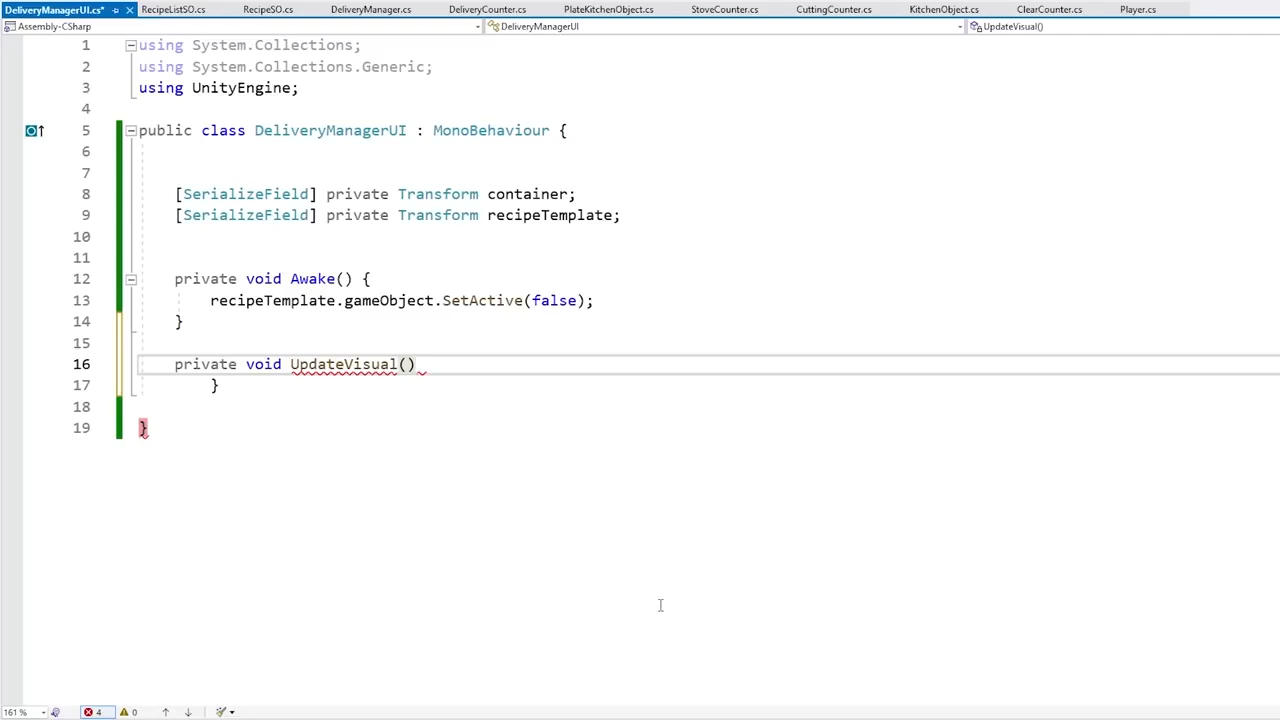 DeliveryManagerUI.cs* RecipeListSO.cs RecipeSO.cs DeliveryManager.cs DeliveryCounter.cs PlateKitchenObject.cs StoveCounter.cs CuttingCounter.cs KitchenObject.cs ClearCounter.cs Player.cs
Assembly-CSharp DeliveryManagerUI UpdateVisual()
1 using System.Collections;
2 using System.Collections.Generic;
3 using UnityEngine;
4
5 public class DeliveryManagerUI : MonoBehaviour {
6
7
8 [SerializeField] private Transform container;
9 [SerializeField] private Transform recipeTemplate;
10
11
12 private void Awake() {
13 recipeTemplate.gameObject.SetActive(false);
14 }
15
16 private void UpdateVisual()
17 }
18
19 }
161 % 4 0